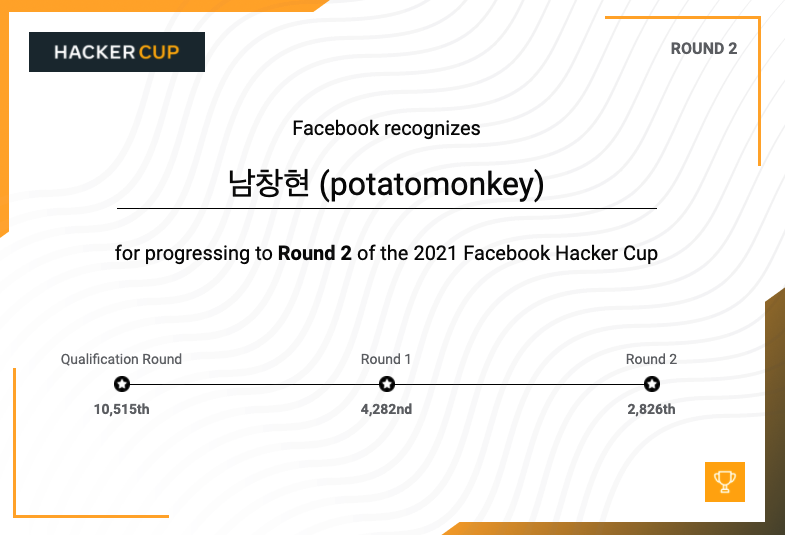 HACKER CUP
ROUND 2
Facebook recognizes
남창현 (potatomonkey)
for progressing to Round 2 of the 2021 Facebook Hacker Cup
Qualification Round Round 1 Round 2
10,515th 4,282nd 2,826th